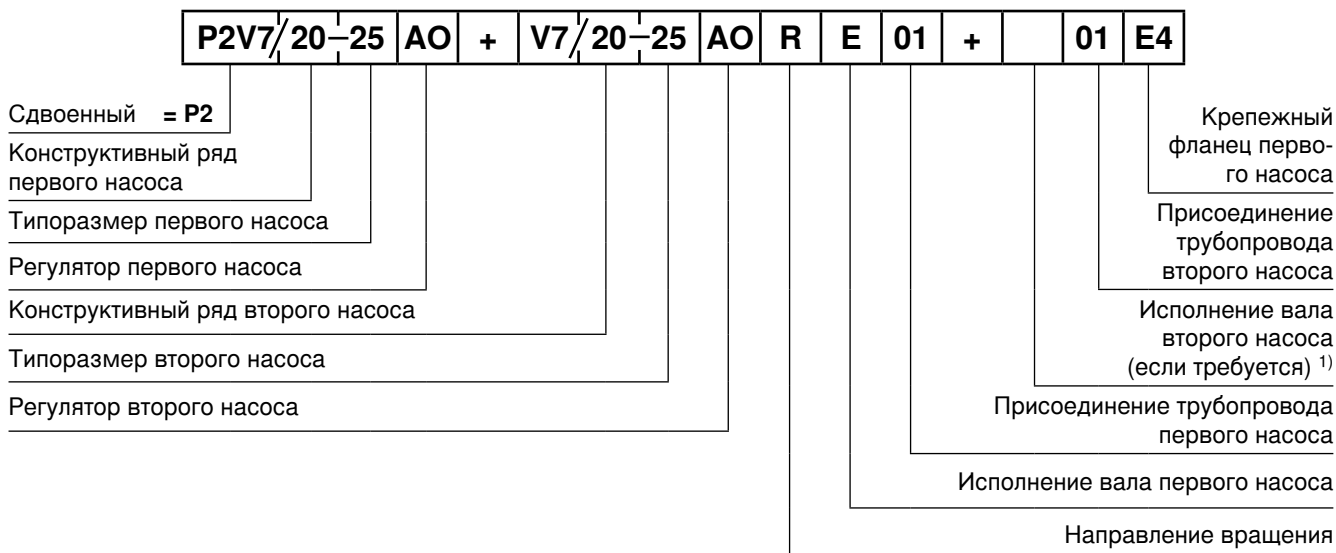 P2V7/20–25 AO + V7/20–25 AO R E 01 + 01 E4
Сдвоенный = P2
Конструктивный ряд
первого насоса
Типоразмер первого насоса
Регулятор первого насоса
Конструктивный ряд второго насоса
Типоразмер второго насоса
Регулятор второго насоса
Крепежный
фланец перво-
го насоса
Присоединение
трубопровода
второго насоса
Исполнение вала
второго насоса
(если требуется) 1)
Присоединение трубопровода
первого насоса
Исполнение вала первого насоса
Направление вращения